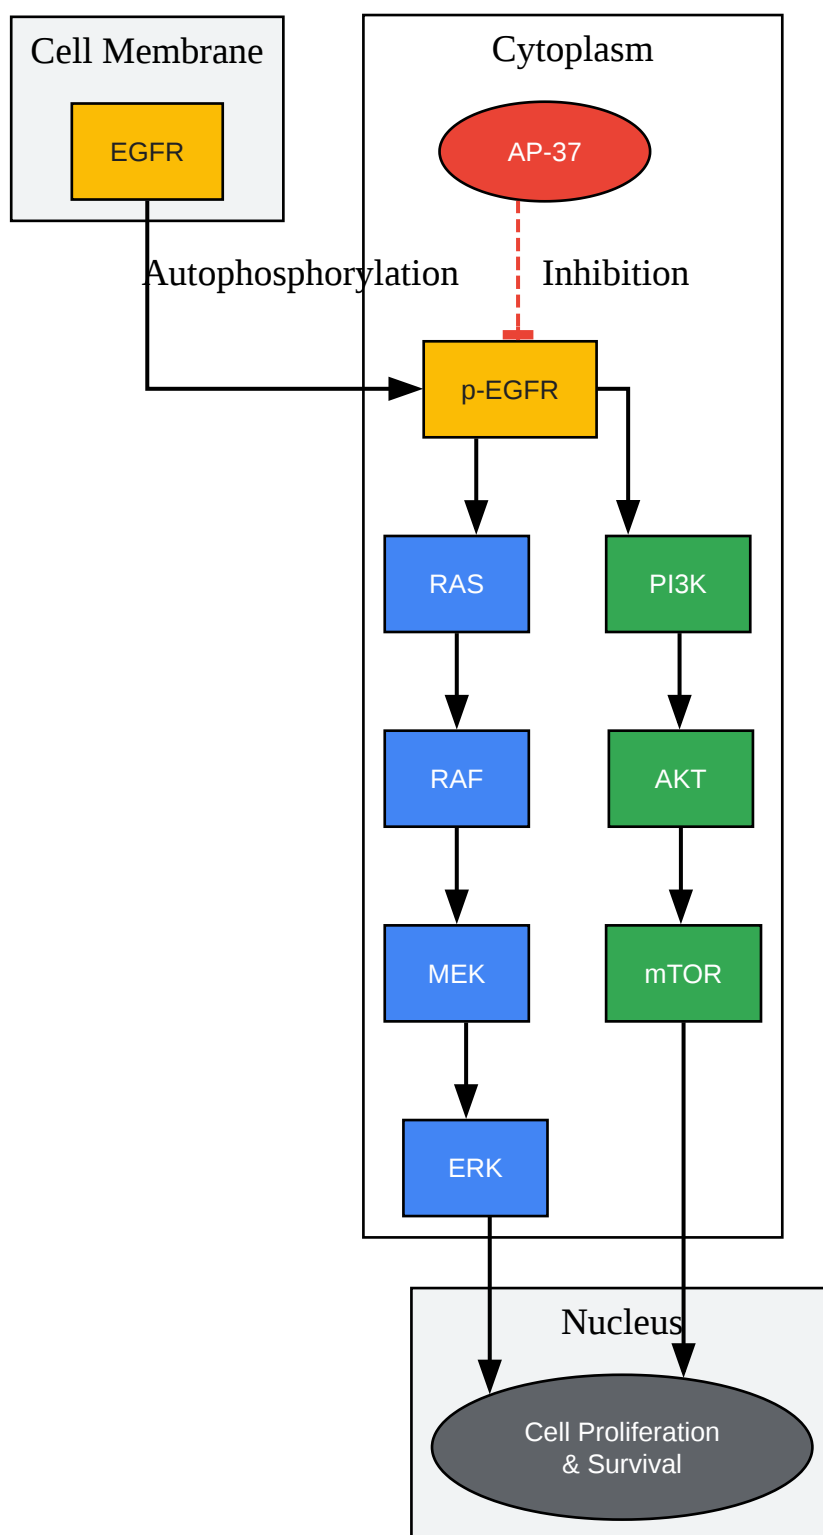 Cell Membrane
EGFR
Cytoplasm
AP-37
Autophosphorylation
Inhibition
p-EGFR
RAS
PI3K
RAF
AKT
MEK
mTOR
ERK
Nucleus
Cell Proliferation
& Survival